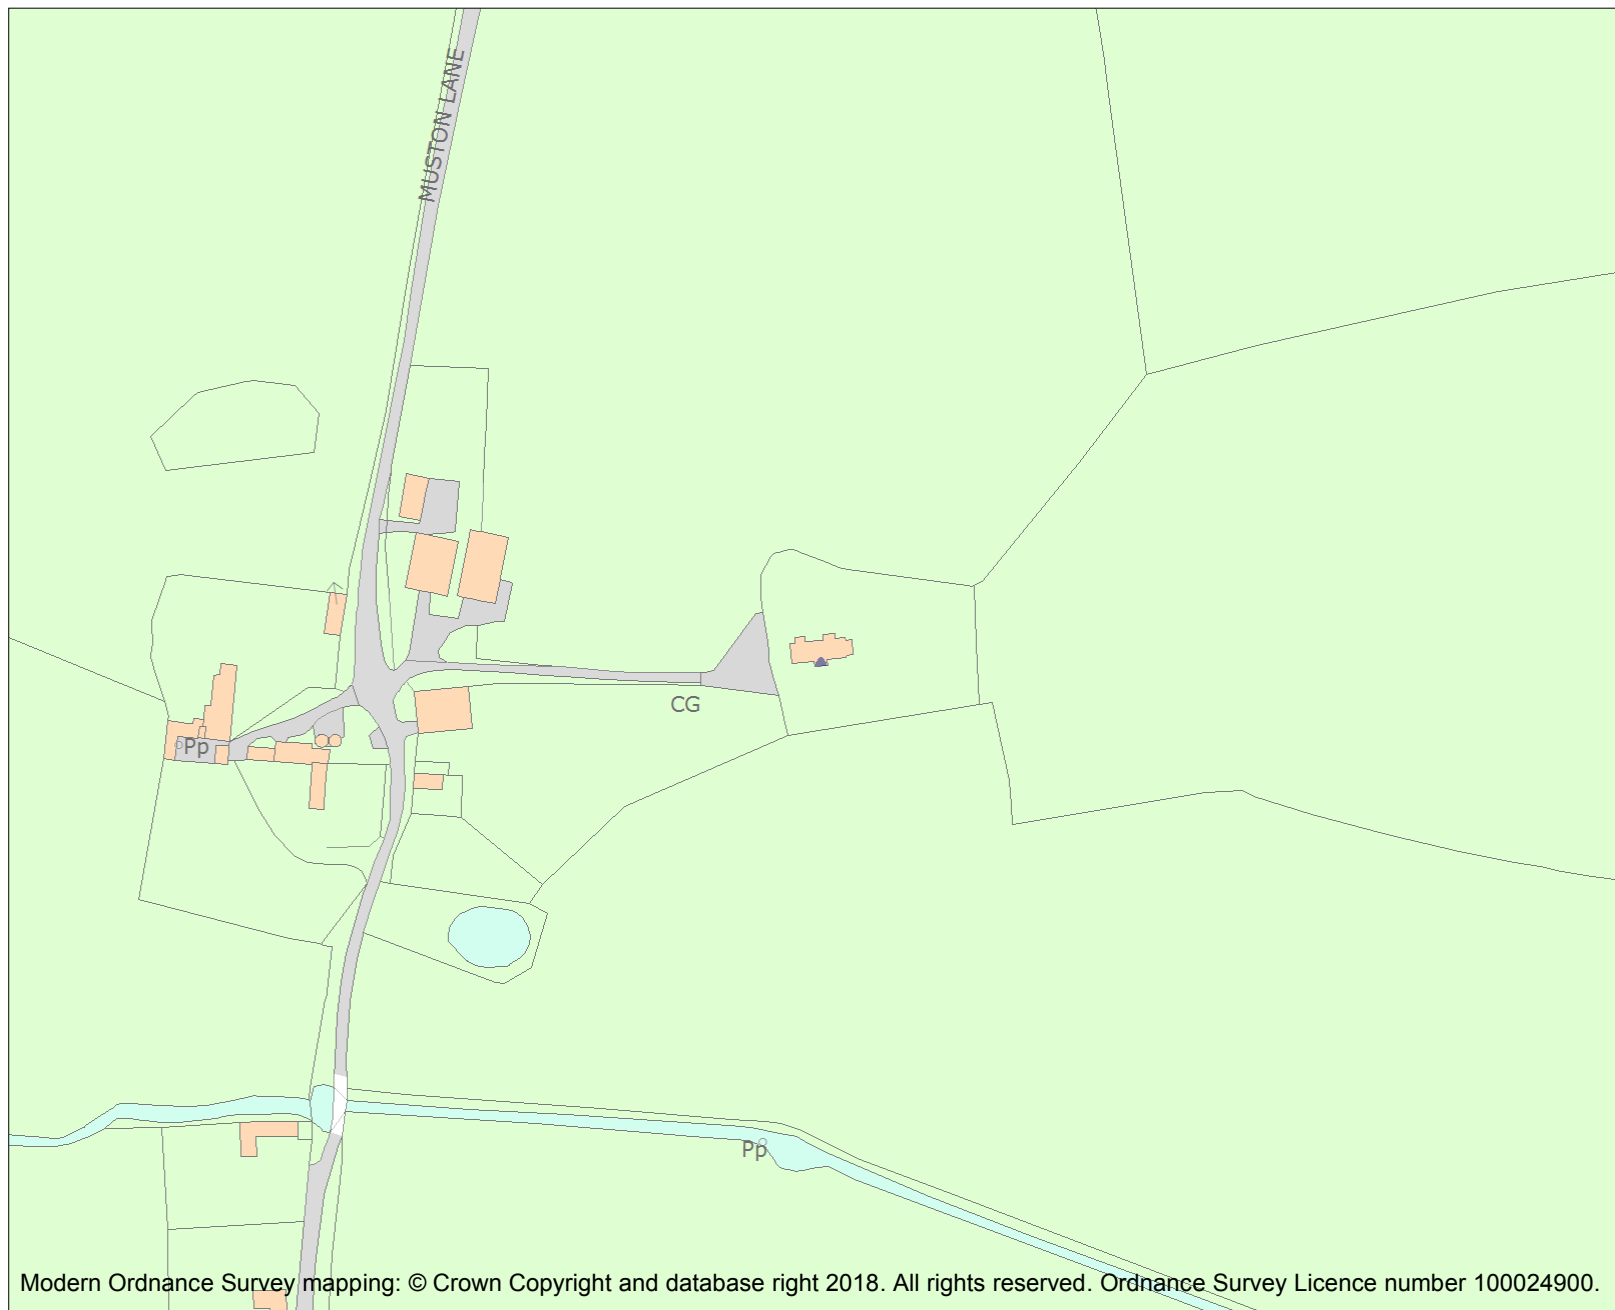 MUSTON LANE
CG
Pp
Pp
Modern Ordnance Survey mapping: © Crown Copyright and database right 2018. All rights reserved. Ordnance Survey Licence number 100024900.